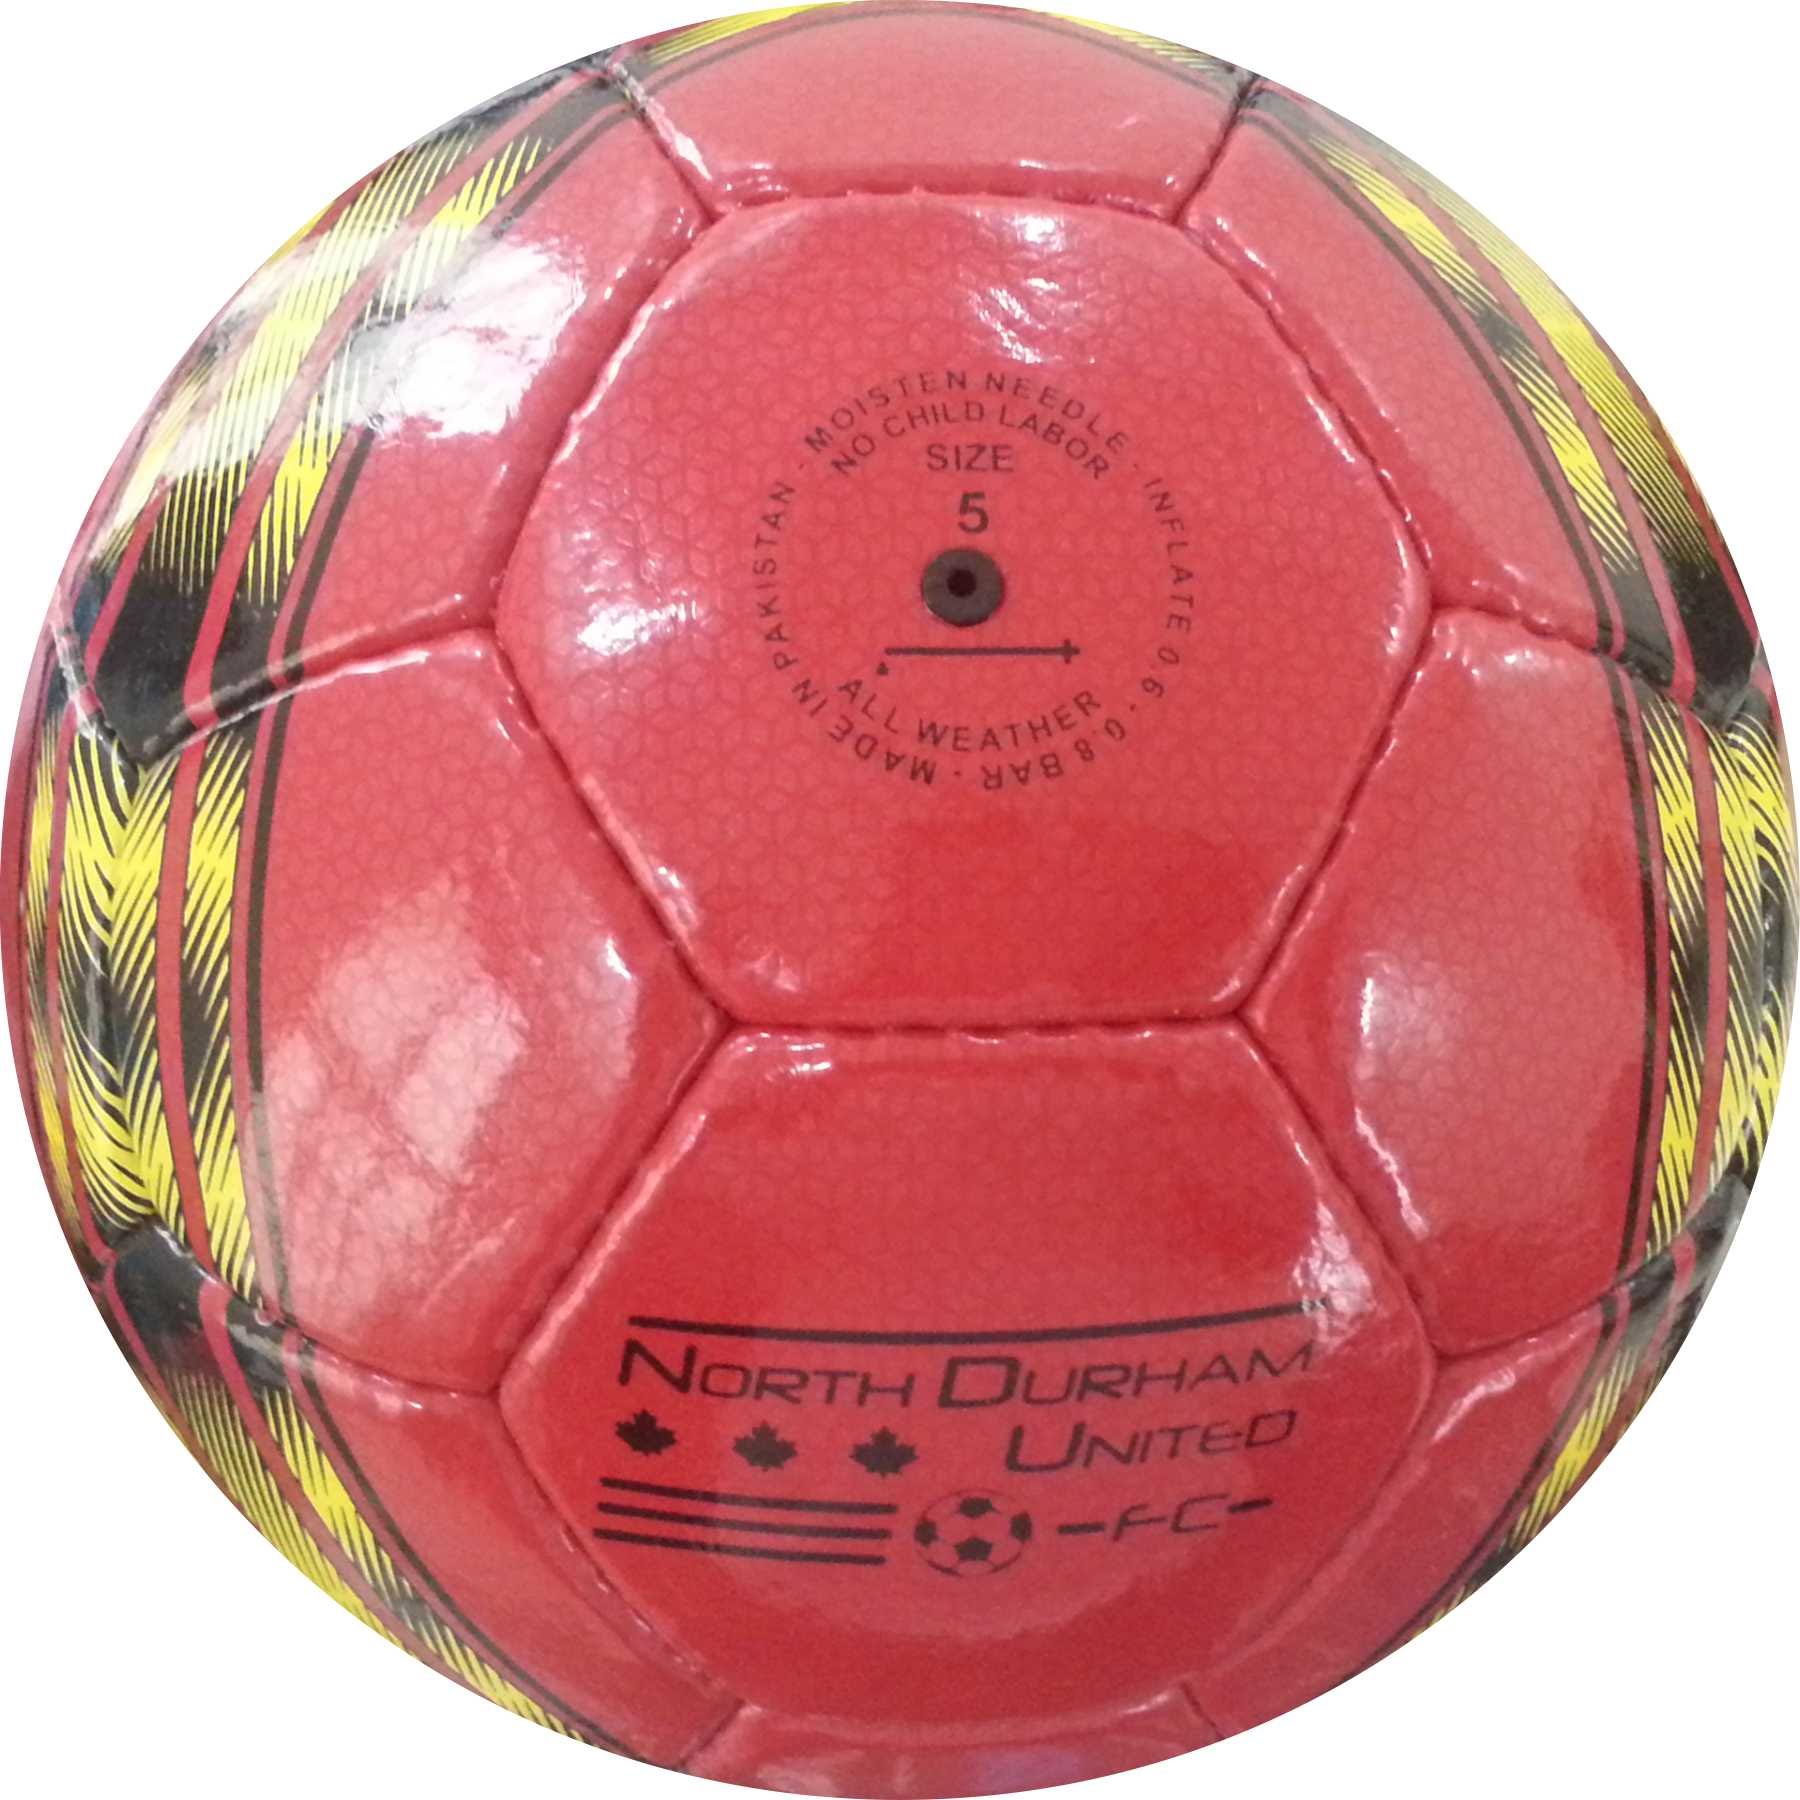 MOISTEN NEEDLE · INFLATE 0.6 - 0.8 BAR · MADE IN PAKISTAN ·
NO CHILD LABOR
SIZE
5
ALL WEATHER
NORTH DURHAM
UNITED
-FC-